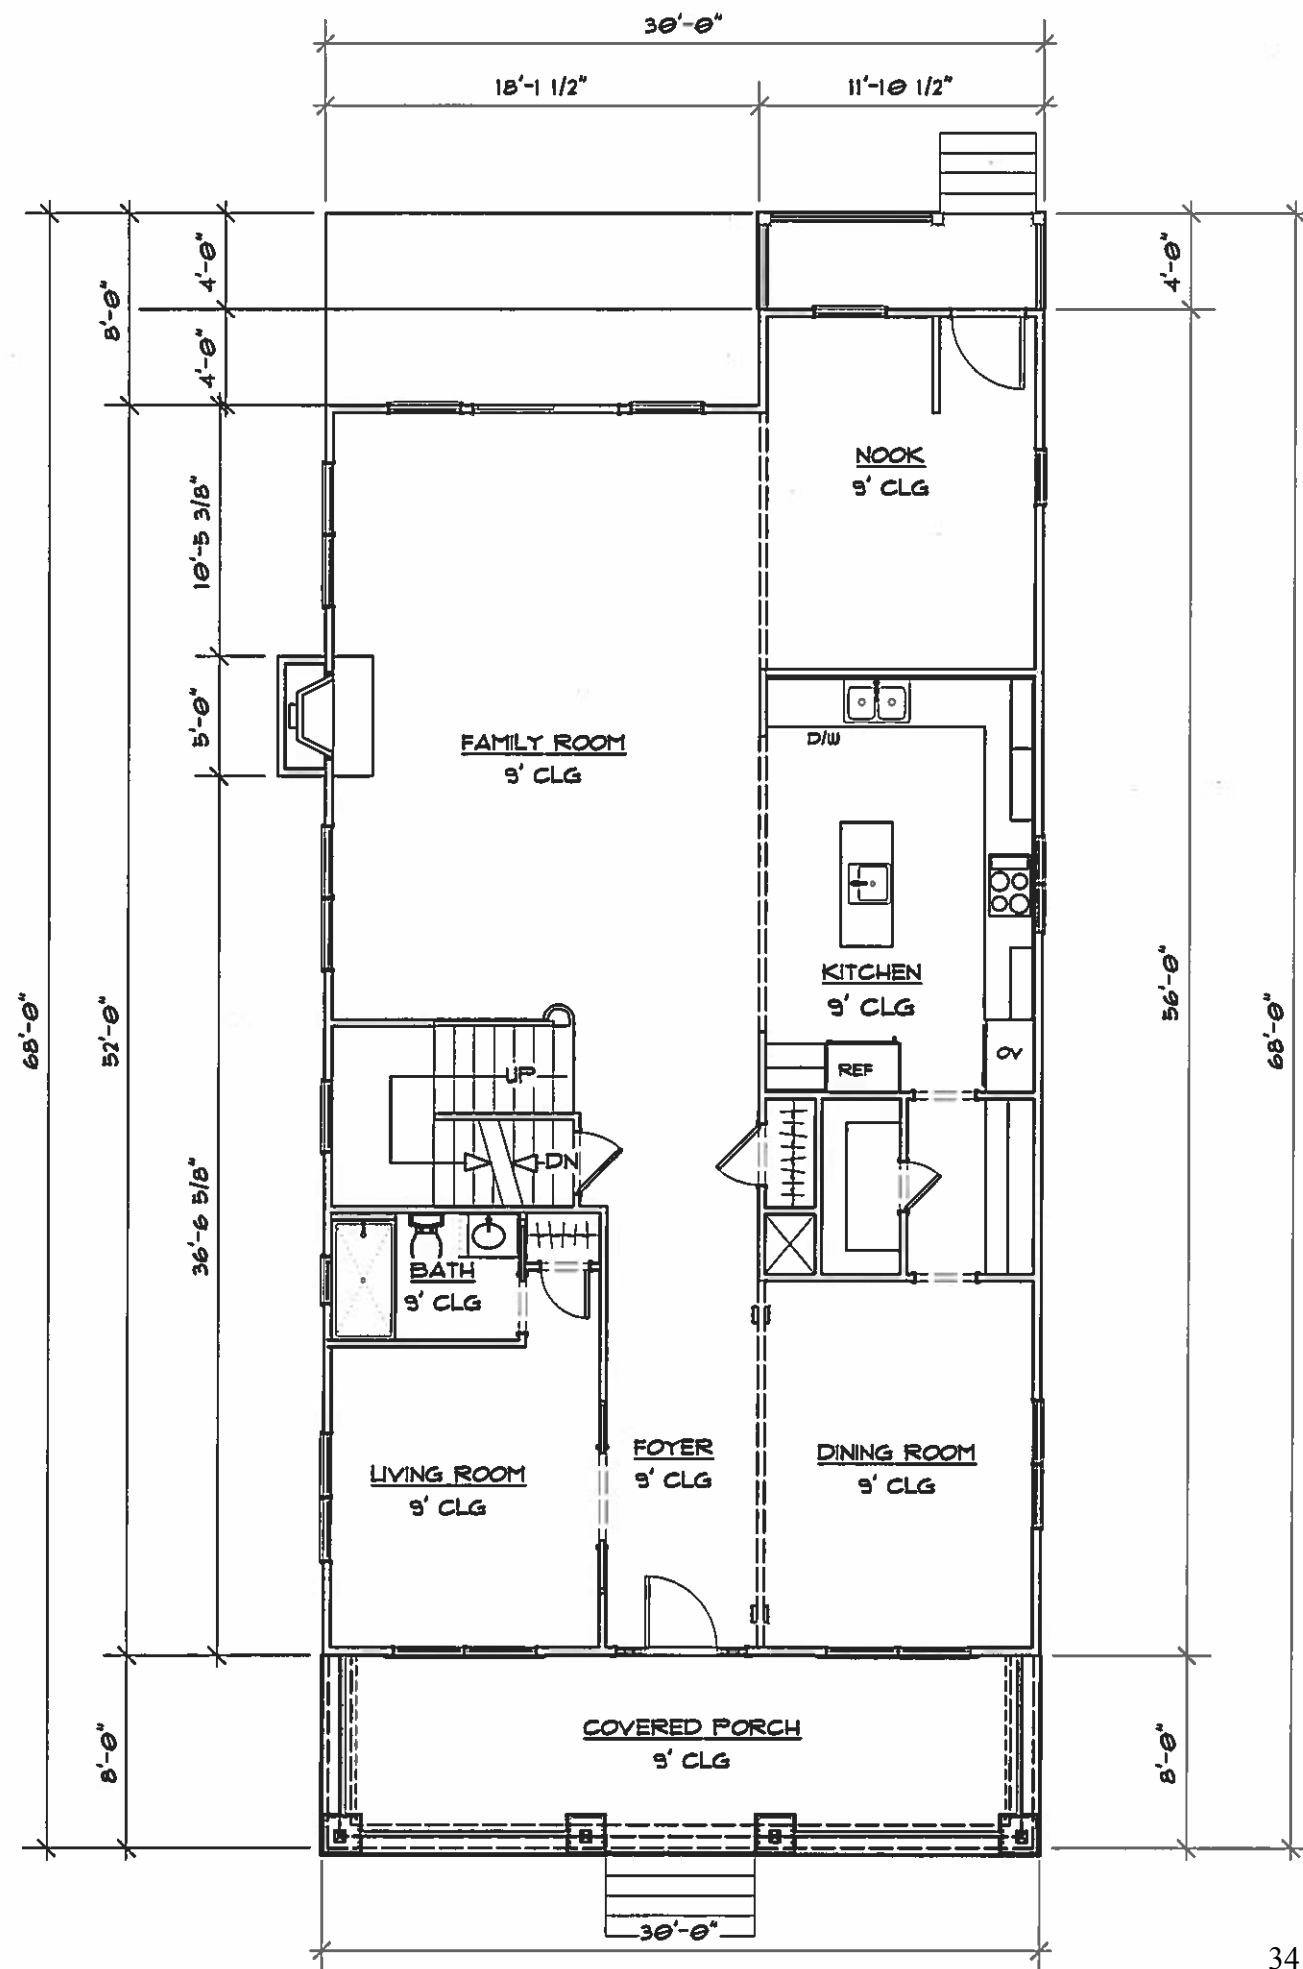 30'-0"
18'-1 1/2"
11'-10 1/2"
4'-0"
4'-0"
8'-0"
4'-0"
NOOK
9' CLG
10'-5 3/8"
5'-0"
FAMILY ROOM
9' CLG
D/W
KITCHEN
9' CLG
68'-0"
52'-0"
56'-0"
68'-0"
UP
REF
OV
DN
36'-6 5/8"
BATH
9' CLG
FOYER
9' CLG
DINING ROOM
9' CLG
LIVING ROOM
9' CLG
COVERED PORCH
9' CLG
8'-0"
8'-0"
30'-0"
34